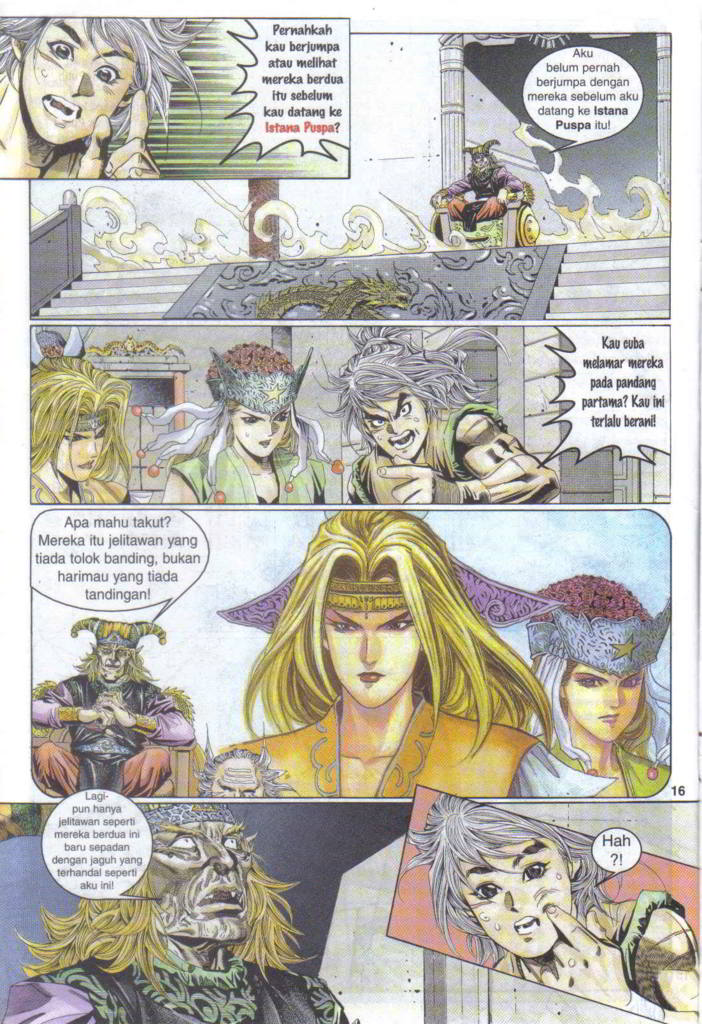 Pernahkah
kau berjumpa
atau melihat
mereka berdua
itu sebelum
kau datang ke
Istana Puspa?
Aku
belum pernah
berjumpa dengan
mereka sebelum aku
datang ke Istana
Puspa itu!
Kau cuba
melamar mereka
pada pandang
partama? Kau ini
terlalu berani!
Apa mahu takut?
Mereka itu jelitawan yang
tiada tolok banding, bukan
harimau yang tiada
tandingan!
16
Lagi-
pun hanya
jelitawan seperti
mereka berdua ini
baru sepadan
dengan jaguh yang
terhandal seperti
aku ini!
Hah
?!